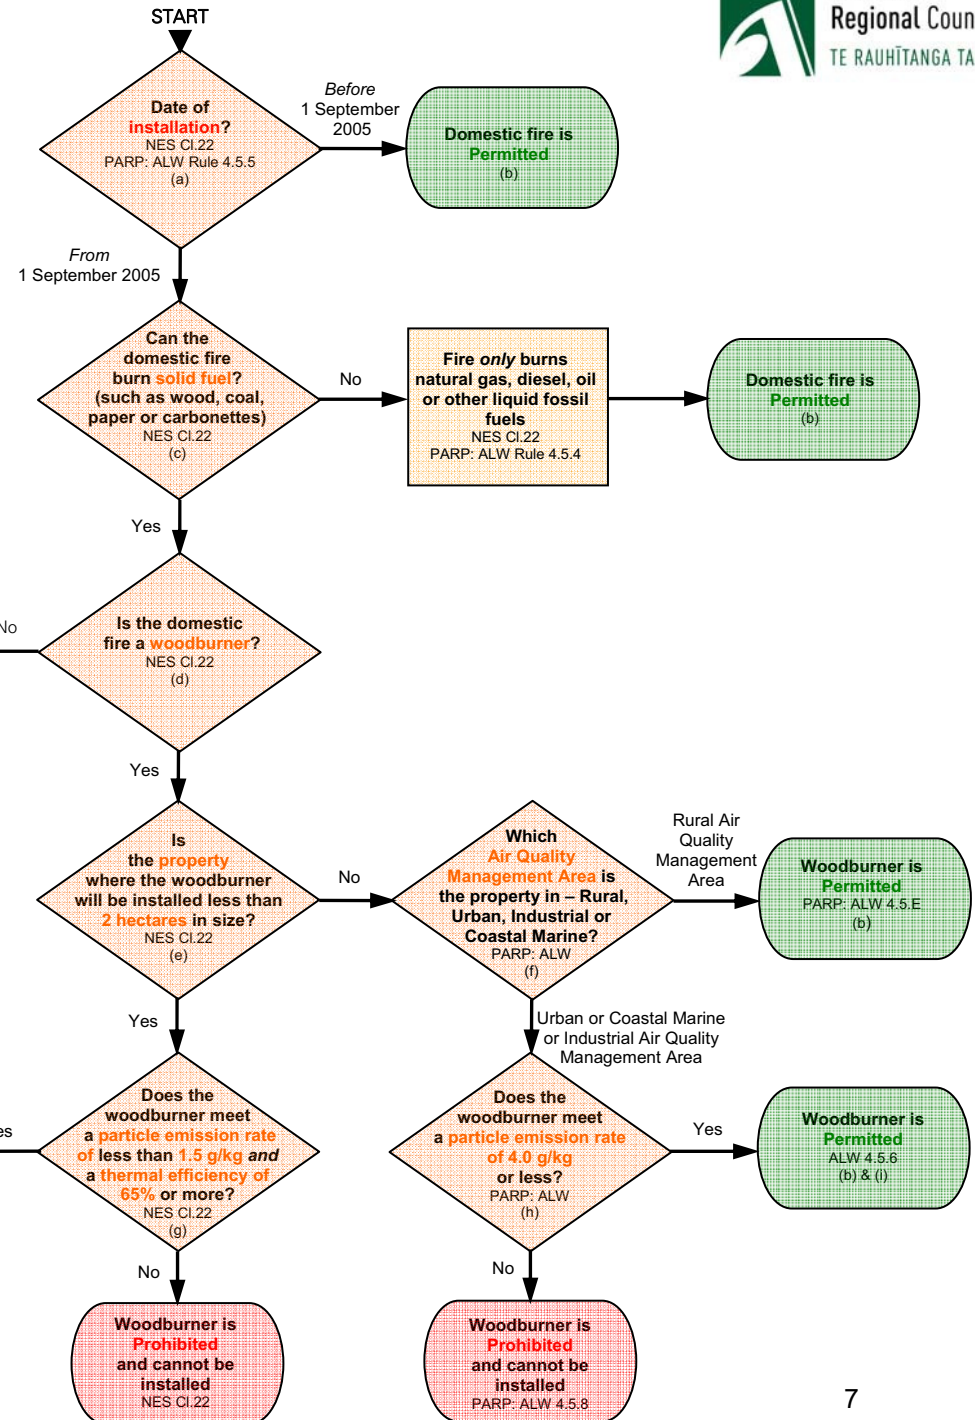 START
Regional Coun
TE RAUHĪTANGA TA
Date of
installation?
NES Cl.22
PARP: ALW Rule 4.5.5
(a)
Before
1 September
2005
Domestic fire is
Permitted
(b)
From
1 September 2005
Can the
domestic fire
burn solid fuel?
(such as wood, coal,
paper or carbonettes)
NES Cl.22
(c)
No
Fire only burns
natural gas, diesel, oil
or other liquid fossil
fuels
NES Cl.22
PARP: ALW Rule 4.5.4
Domestic fire is
Permitted
(b)
Yes
No
Is the domestic
fire a woodburner?
NES Cl.22
(d)
Yes
Is
the property
where the woodburner
will be installed less than
2 hectares in size?
NES Cl.22
(e)
No
Which
Air Quality
Management Area is
the property in – Rural,
Urban, Industrial or
Coastal Marine?
PARP: ALW
(f)
Rural Air
Quality
Management
Area
Woodburner is
Permitted
PARP: ALW 4.5.E
(b)
Yes
Urban or Coastal Marine
or Industrial Air Quality
Management Area
es
Does the
woodburner meet
a particle emission rate
of less than 1.5 g/kg and
a thermal efficiency of
65% or more?
NES Cl.22
(g)
Does the
woodburner meet
a particle emission rate
of 4.0 g/kg
or less?
PARP: ALW
(h)
Yes
Woodburner is
Permitted
ALW 4.5.6
(b) & (i)
No
No
Woodburner is
Prohibited
and cannot be
installed
NES Cl.22
Woodburner is
Prohibited
and cannot be
installed
PARP: ALW 4.5.8
7